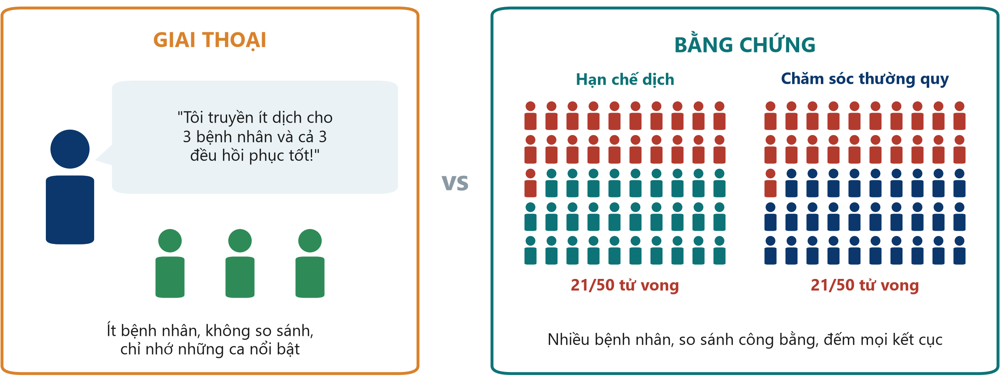 GIAI THOẠI
"Tôi truyền ít dịch cho
3 bệnh nhân và cả 3
đều hồi phục tốt!"
Ít bệnh nhân, không so sánh,
chỉ nhớ những ca nổi bật
vs
BẰNG CHỨNG
Hạn chế dịch
Chăm sóc thường quy
21/50 tử vong
21/50 tử vong
Nhiều bệnh nhân, so sánh công bằng, đếm mọi kết cục